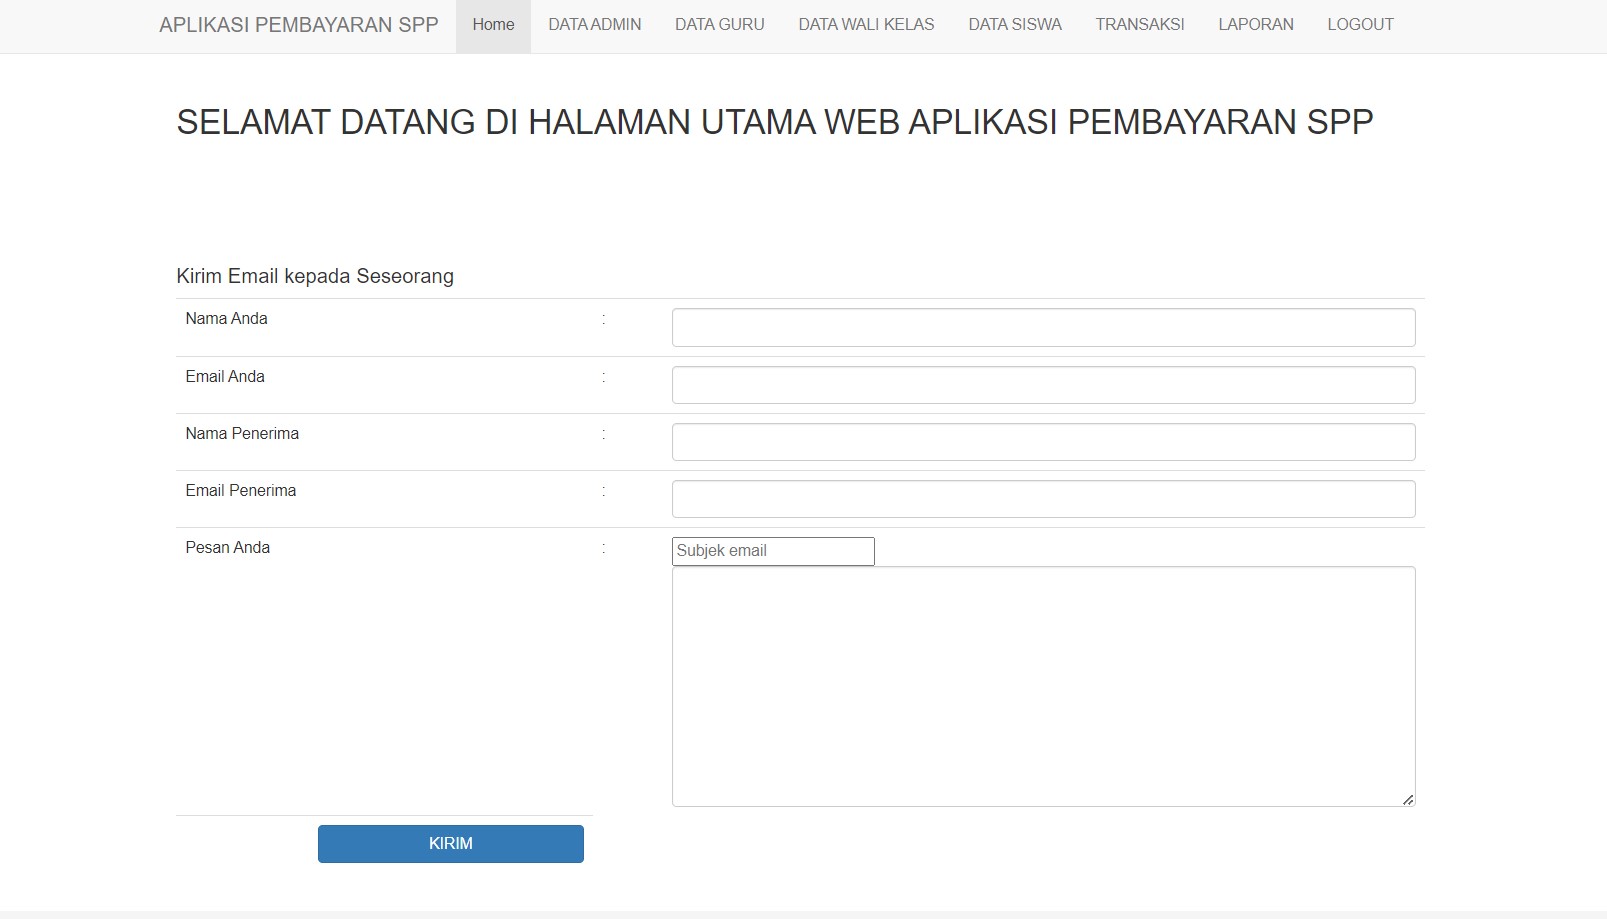 APLIKASI PEMBAYARAN SPP Home DATA ADMIN DATA GURU DATA WALI KELAS DATA SISWA TRANSAKSI LAPORAN LOGOUT
SELAMAT DATANG DI HALAMAN UTAMA WEB APLIKASI PEMBAYARAN SPP
Kirim Email kepada Seseorang
Nama Anda :
Email Anda :
Nama Penerima :
Email Penerima :
Pesan Anda : Subjek email
KIRIM